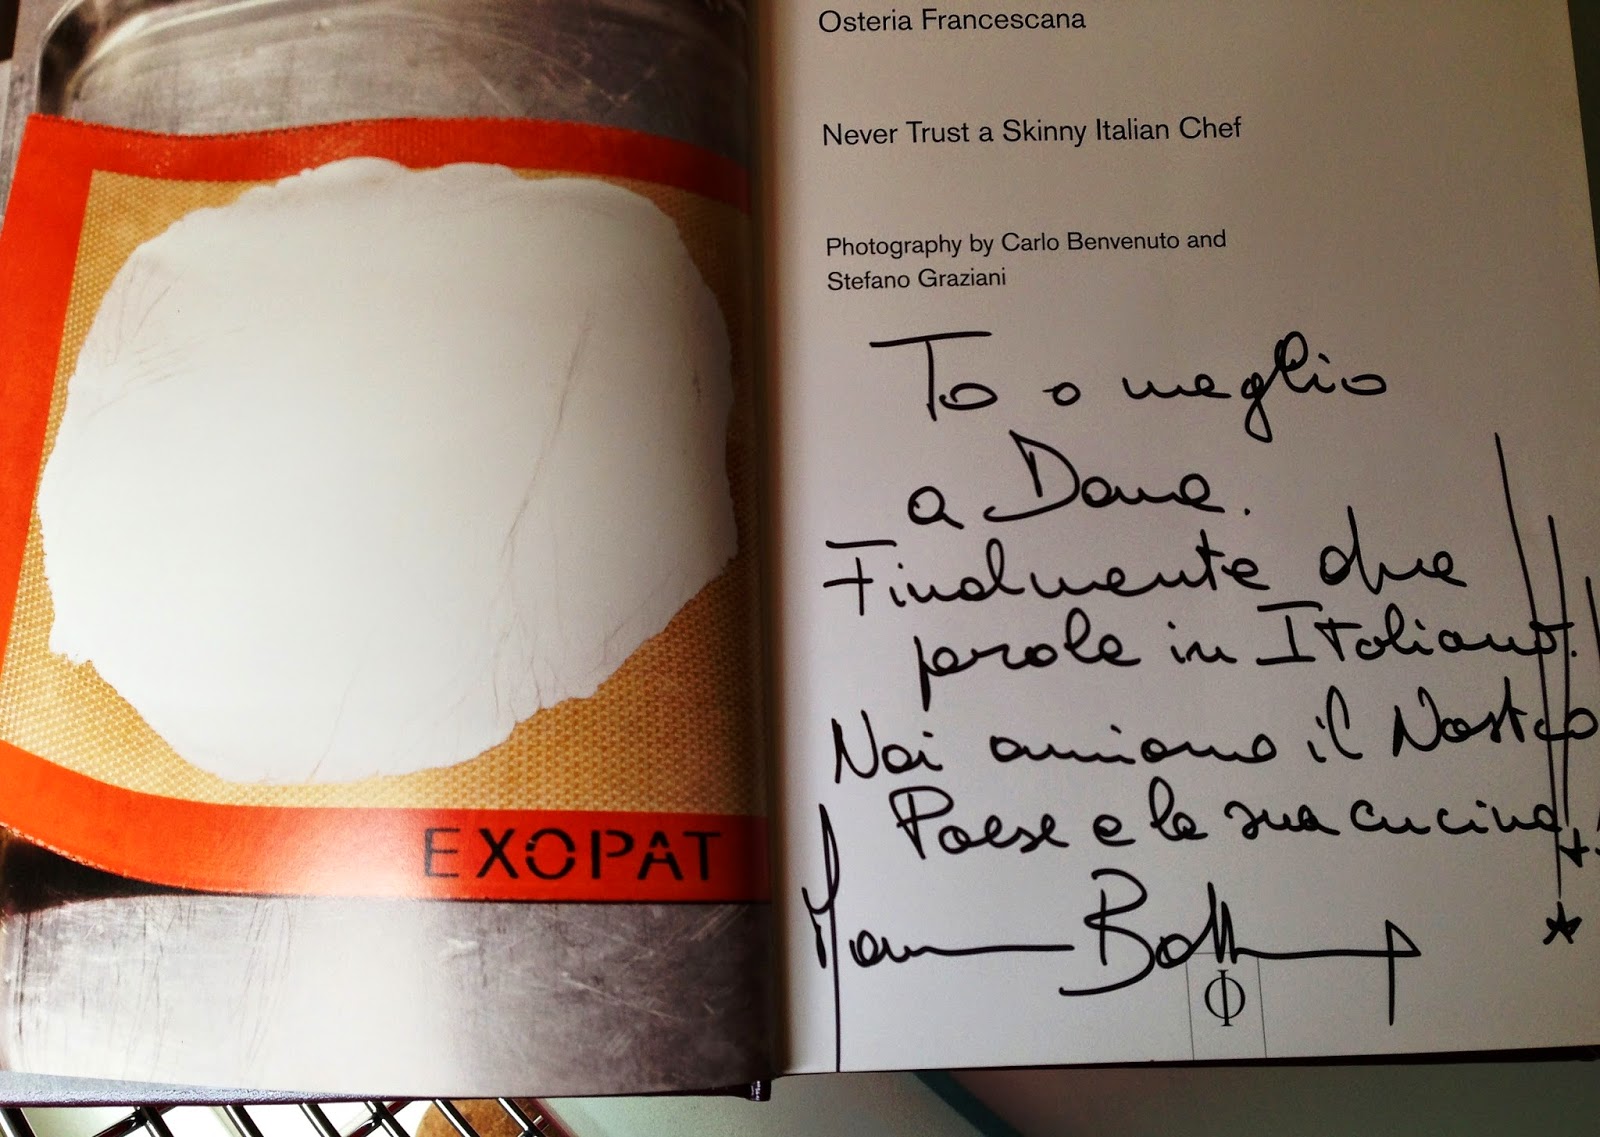 EXOPAT
Osteria Francescana
Never Trust a Skinny Italian Chef
Photography by Carlo Benvenuto and
Stefano Graziani
To o meglio
a Dana.
Finalmente due
parole in Italiano!
Noi amiamo il Nostro
Paese e la sua cucina!
Φ